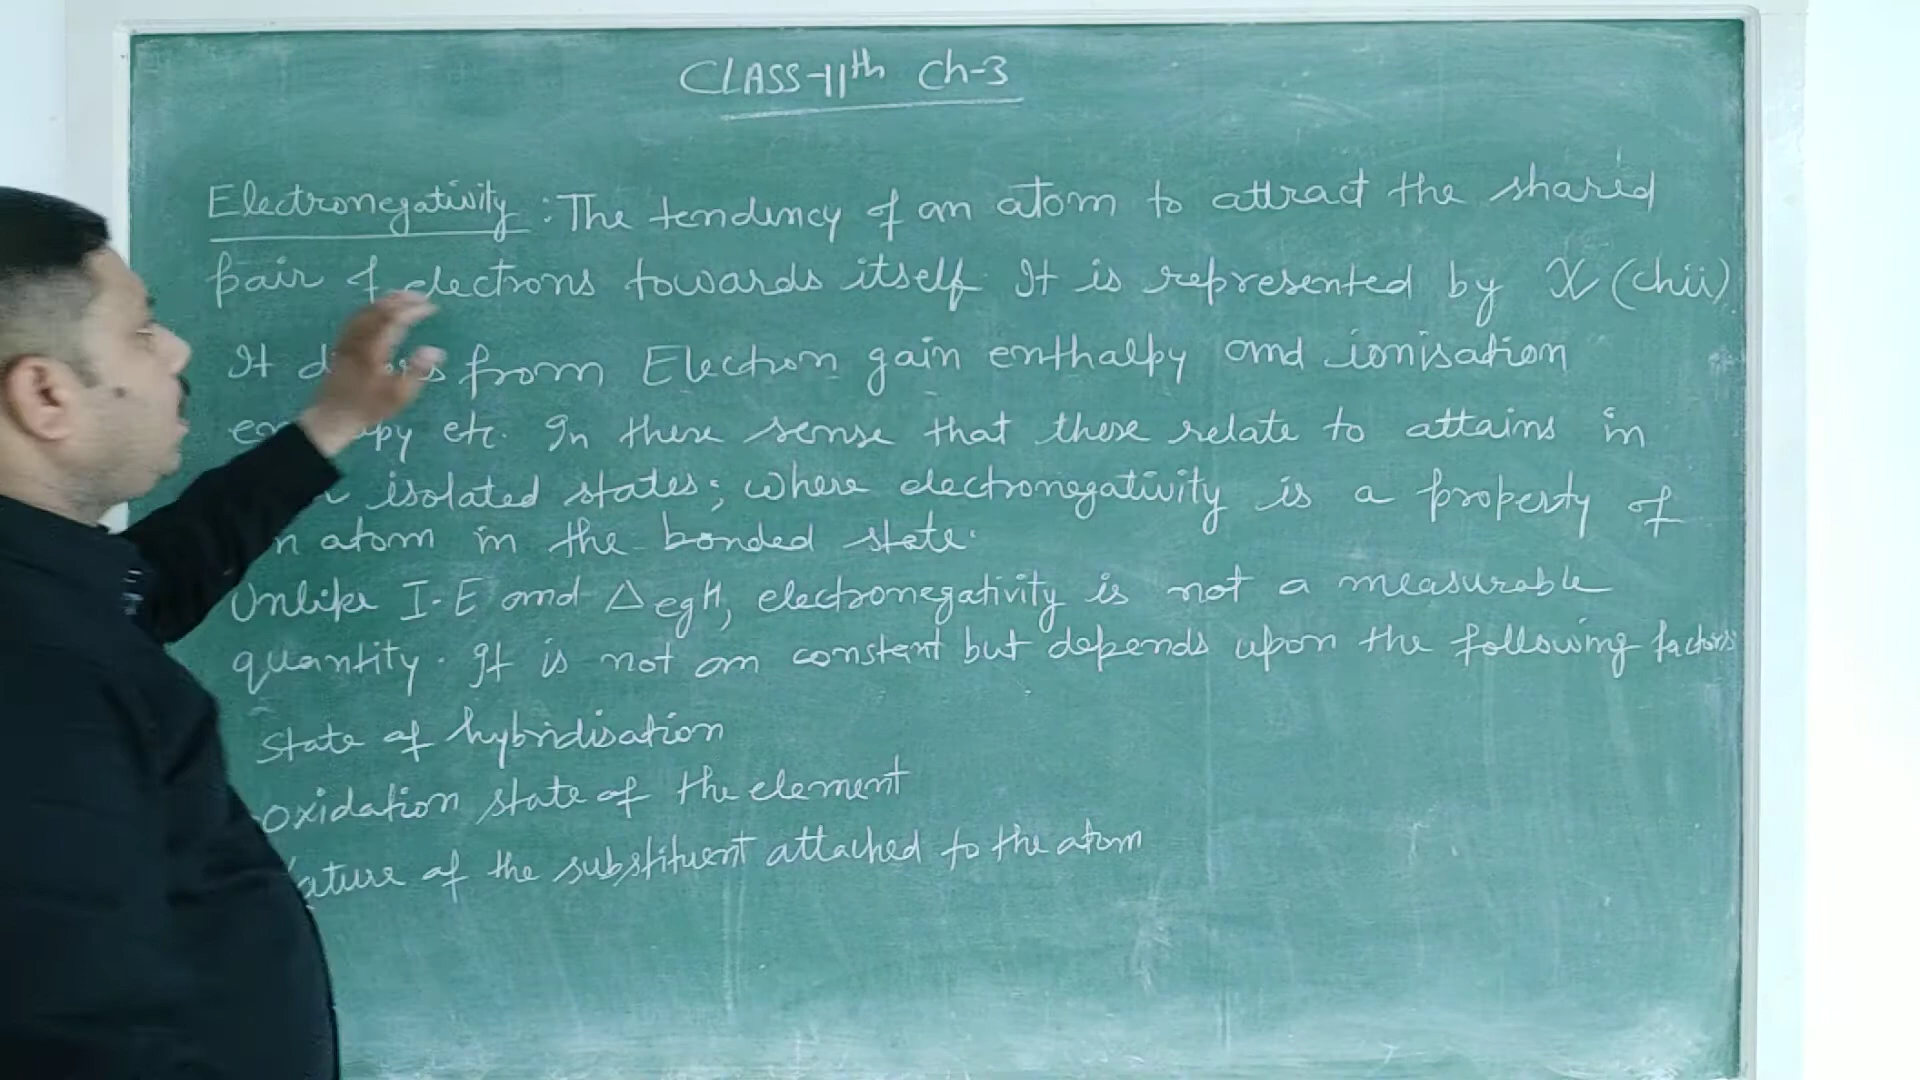 CLASS-11th Ch-3
Electronegativity : The tendency of an atom to attract the shared
pair of electrons towards itself. It is represented by X (chii)
It from Electron gain enthalpy and ionisation
etc. In these sense that these relate to attains in
isolated states; where electronegativity is a property of
atom in the bonded state.
Unlike I.E and ΔegH, electronegativity is not a measurable
quantity. It is not an constant but depends upon the following factors
State of hybridisation
oxidation state of the element
of the substituent attached to the atom